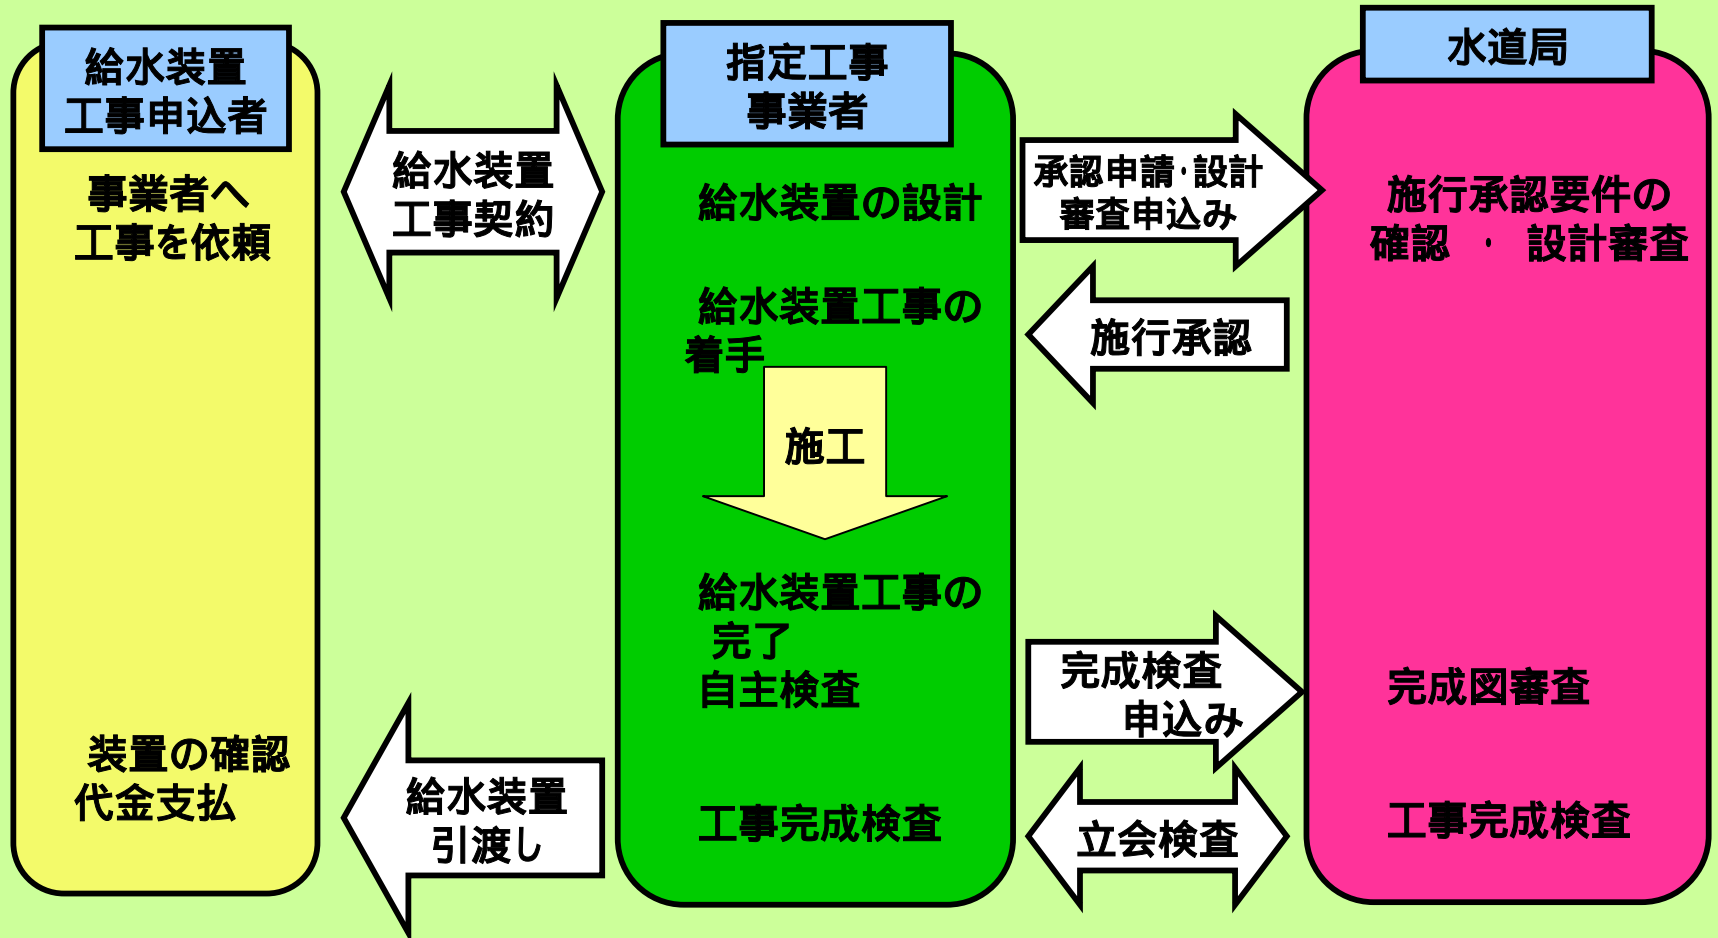 給水装置
工事申込者
事業者へ
工事を依頼
装置の確認
代金支払
給水装置
工事契約
給水装置
引渡し
指定工事
事業者
給水装置の設計
給水装置工事の
着手
施工
給水装置工事の
完了
自主検査
工事完成検査
承認申請・設計
審査申込み
施行承認
完成検査
申込み
立会検査
水道局
施行承認要件の
確認 ・ 設計審査
完成図審査
工事完成検査